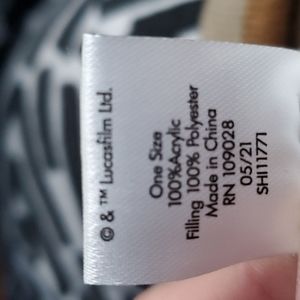 © & ™ Lucasfilm Ltd.
One Size
100%Acrylic
Filling 100% Polyester
Made in China
RN 109028
05/21
SHI11771